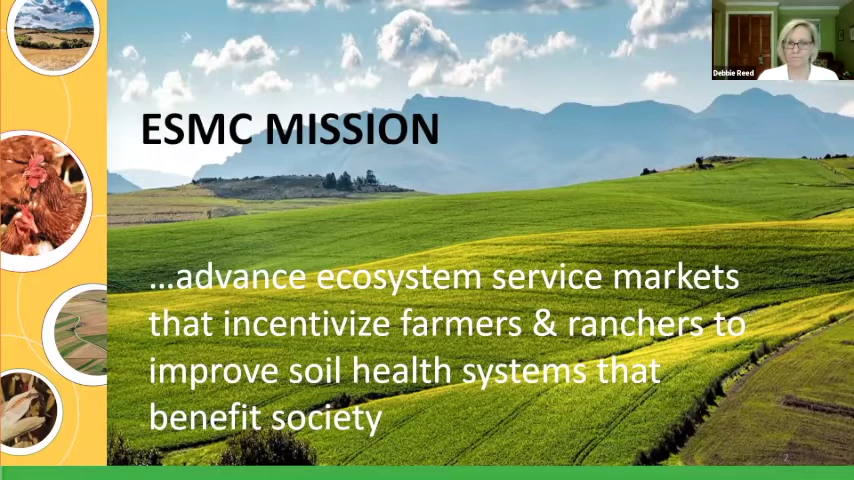 Debbie Reed
ESMC MISSION
...advance ecosystem service markets
that incentivize farmers & ranchers to
improve soil health systems that
benefit society
2